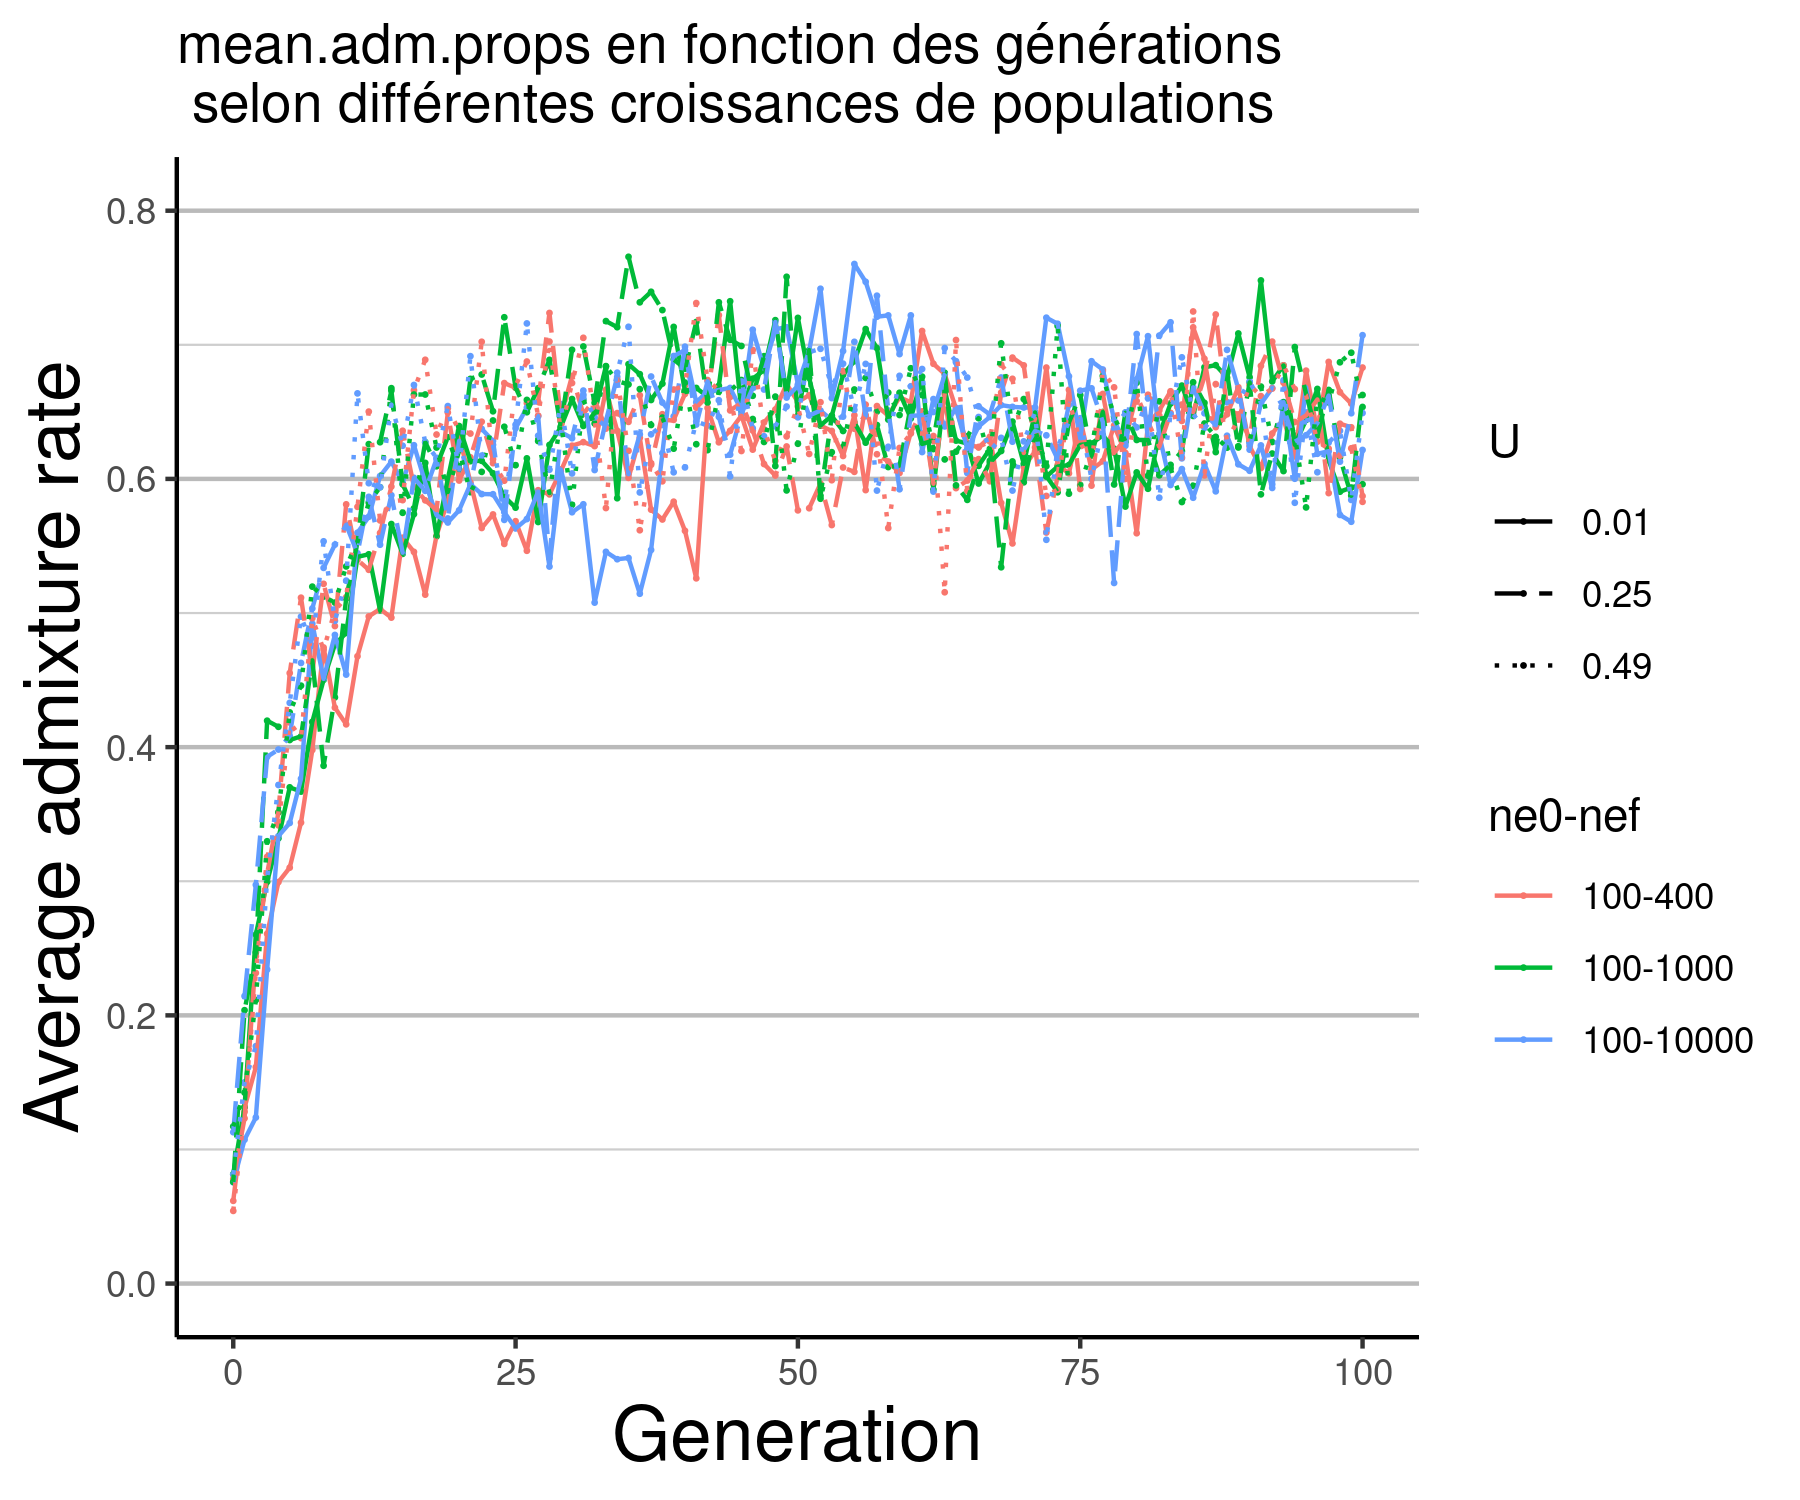 mean.adm.props en fonction des générations
selon différentes croissances de populations
Average admixture rate
0.8
0.6
0.4
0.2
0.0
0 25 50 75 100
Generation
U
0.01
0.25
0.49
ne0-nef
100-400
100-1000
100-10000